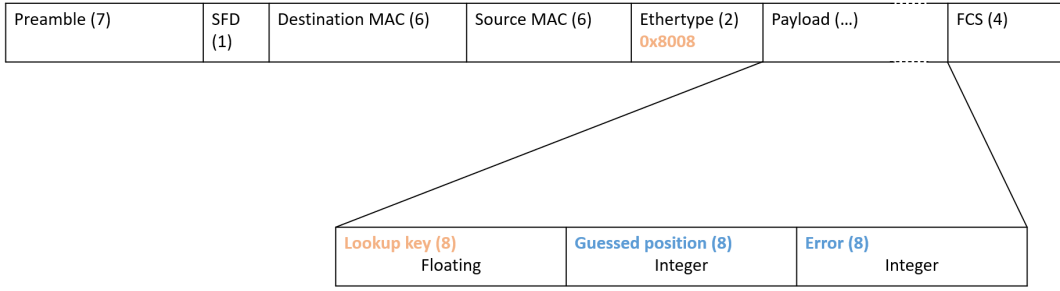 Preamble (7)
SFD
(1)
Destination MAC (6)
Source MAC (6)
Ethertype (2)
0x8008
Payload (…)
FCS (4)
Lookup key (8)
Floating
Guessed position (8)
Integer
Error (8)
Integer